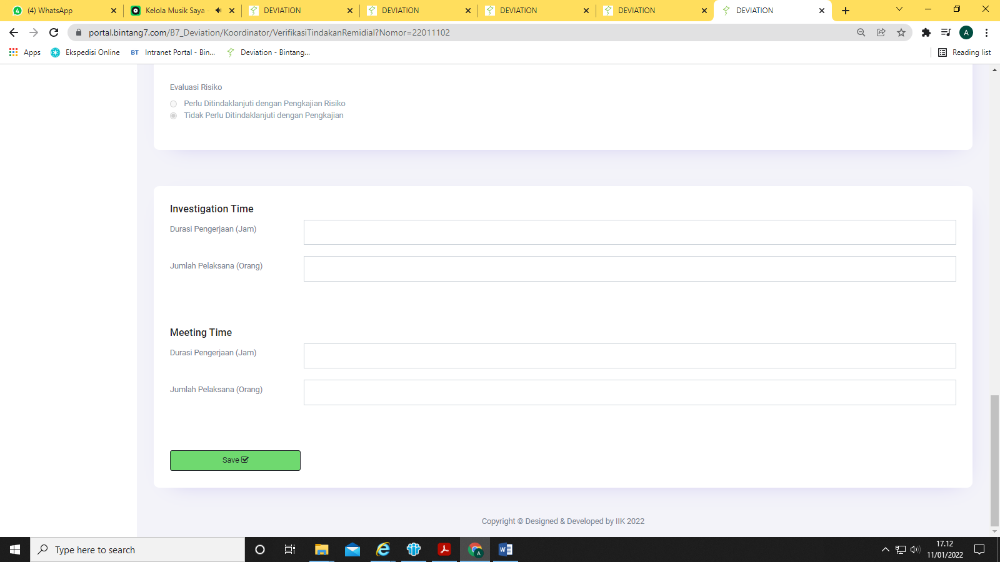 (4) WhatsApp
Kelola Musik Saya -
DEVIATION
DEVIATION
DEVIATION
DEVIATION
DEVIATION
portal.bintang7.com/B7_Deviation/Koordinator/VerifikasiTindakanRemidial?Nomor=22011102
A
Apps
Ekspedisi Online
BT Intranet Portal - Bin...
Deviation - Bintang...
Reading list
Evaluasi Risiko
Perlu Ditindaklanjuti dengan Pengkajian Risiko
Tidak Perlu Ditindaklanjuti dengan Pengkajian
Investigation Time
Durasi Pengerjaan (Jam)
Jumlah Pelaksana (Orang)
Meeting Time
Durasi Pengerjaan (Jam)
Jumlah Pelaksana (Orang)
Save
Copyright © Designed & Developed by IIK 2022
Type here to search
17.12
11/01/2022